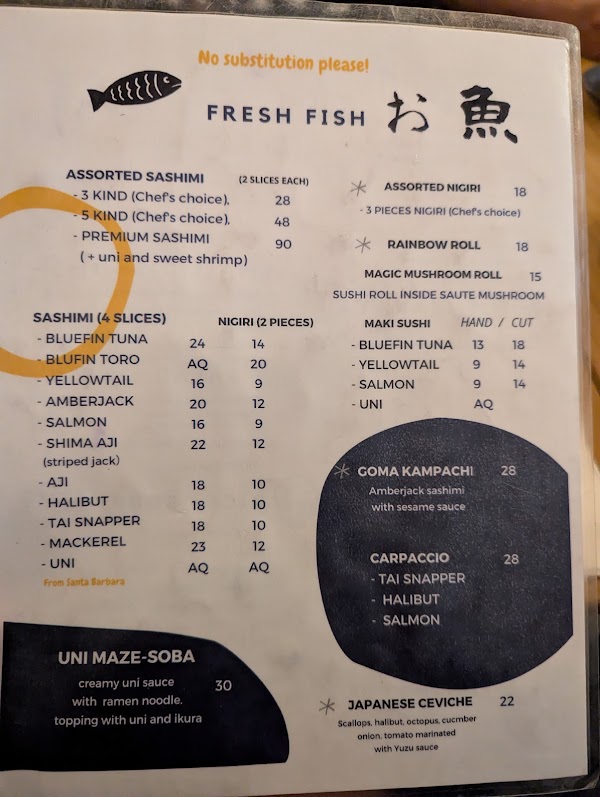 No substitution please!
FRESH FISH お 魚
ASSORTED SASHIMI (2 SLICES EACH)
- 3 KIND (Chef's choice), 28
- 5 KIND (Chef's choice), 48
- PREMIUM SASHIMI 90
( + uni and sweet shrimp)
SASHIMI (4 SLICES) NIGIRI (2 PIECES)
- BLUEFIN TUNA 24 14
- BLUFIN TORO AQ 20
- YELLOWTAIL 16 9
- AMBERJACK 20 12
- SALMON 16 9
- SHIMA AJI 22 12
(striped jack)
- AJI 18 10
- HALIBUT 18 10
- TAI SNAPPER 18 10
- MACKEREL 23 12
- UNI AQ AQ
From Santa Barbara
UNI MAZE-SOBA
creamy uni sauce 30
with ramen noodle.
topping with uni and ikura
ASSORTED NIGIRI 18
- 3 PIECES NIGIRI (Chef's choice)
RAINBOW ROLL 18
MAGIC MUSHROOM ROLL 15
SUSHI ROLL INSIDE SAUTE MUSHROOM
MAKI SUSHI HAND / CUT
- BLUEFIN TUNA 13 18
- YELLOWTAIL 9 14
- SALMON 9 14
- UNI AQ
GOMA KAMPACHI 28
Amberjack sashimi
with sesame sauce
CARPACCIO 28
- TAI SNAPPER
- HALIBUT
- SALMON
JAPANESE CEVICHE 22
Scallops, halibut, octopus, cucmber
onion, tomato marinated
with Yuzu sauce